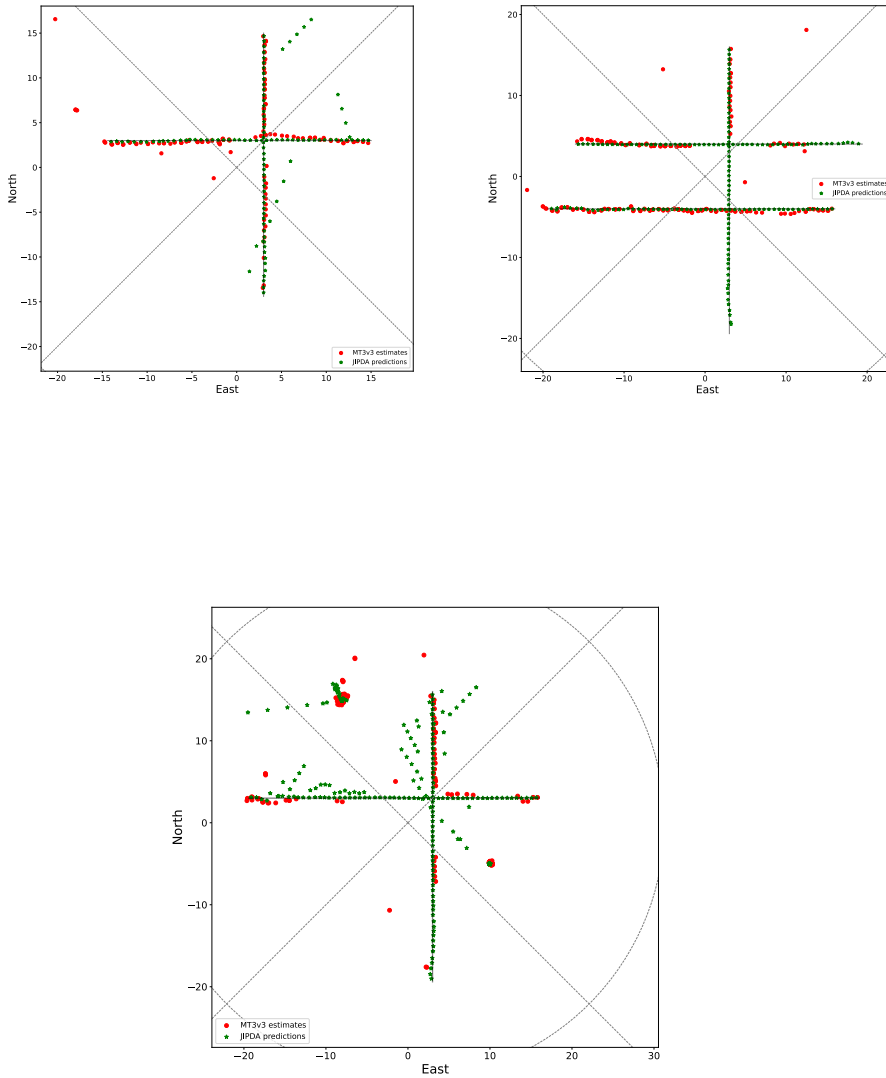 15
10
5
0
−5
−10
−15
−20
−20 −15 −10 −5 0 5 10 15
North
East
MT3v3 estimates
JIPDA predictions
20
10
0
−10
−20
−20 −10 0 10 20
North
East
MT3v3 estimates
JIPDA predictions
20
10
0
−10
−20
−20 −10 0 10 20 30
North
East
MT3v3 estimates
JIPDA predictions